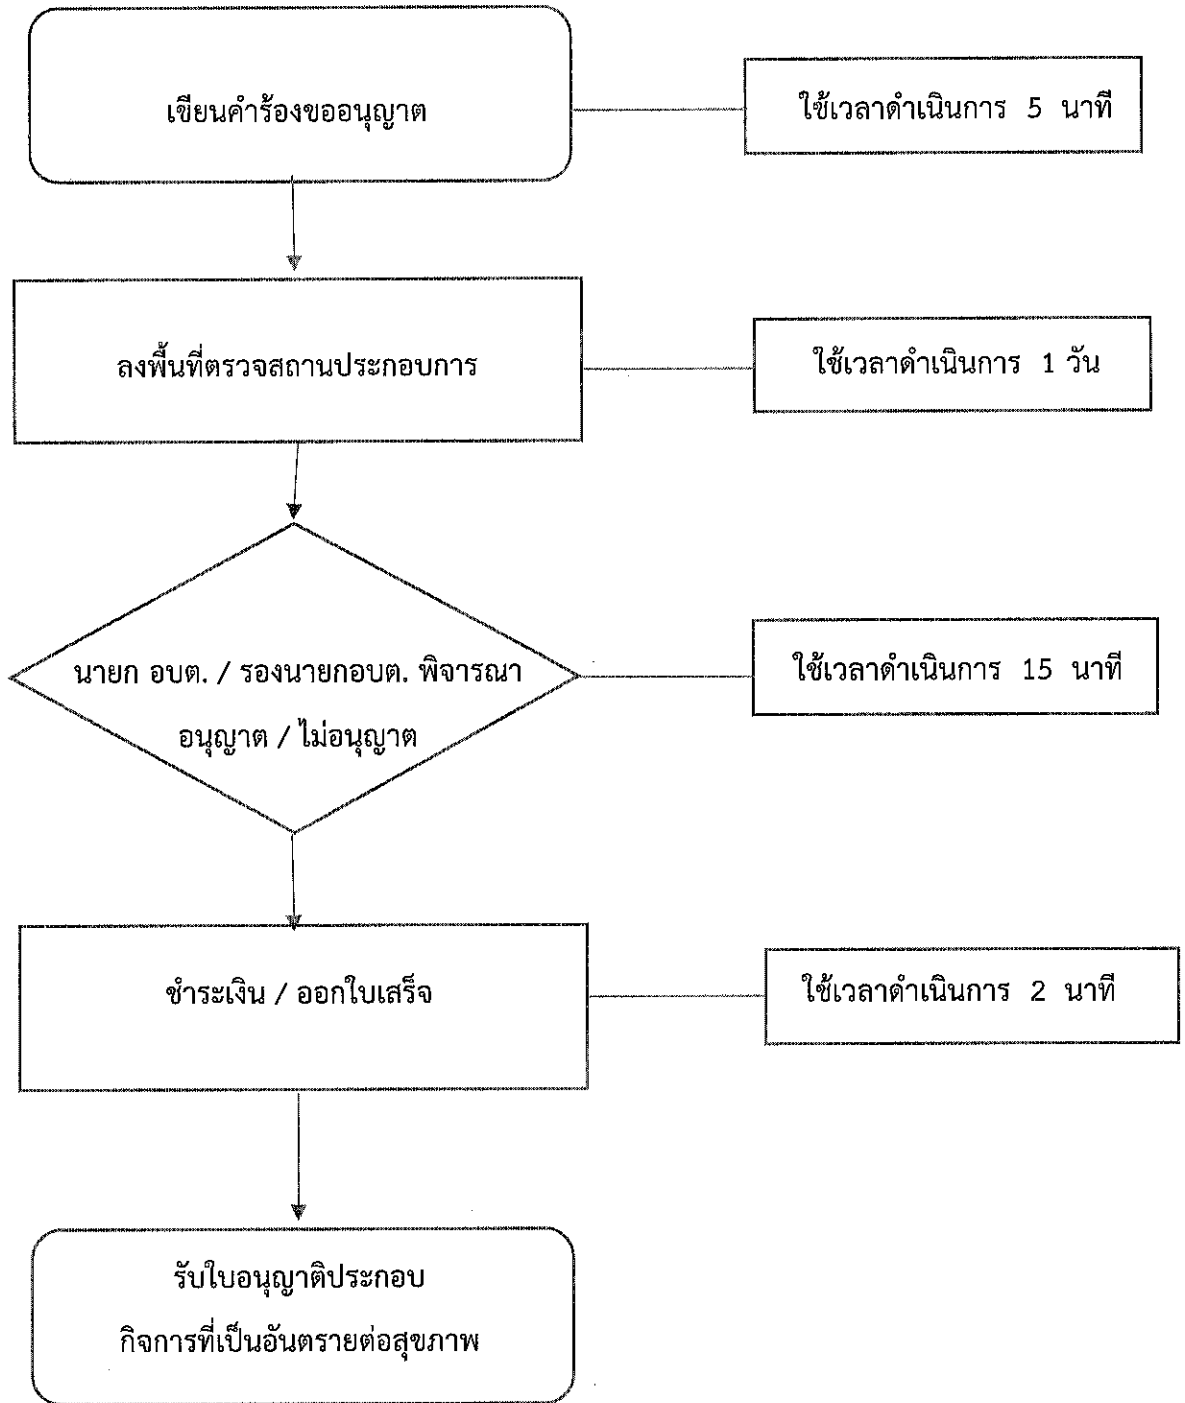 เขียนคำร้องขออนุญาต
ใช้เวลาดำเนินการ 5 นาที
ลงพื้นที่ตรวจสถานประกอบการ
ใช้เวลาดำเนินการ 1 วัน
นายก อบต. / รองนายกอบต. พิจารณา
อนุญาต / ไม่อนุญาต
ใช้เวลาดำเนินการ 15 นาที
ชำระเงิน / ออกใบเสร็จ
ใช้เวลาดำเนินการ 2 นาที
รับใบอนุญาติประกอบ
กิจการที่เป็นอันตรายต่อสุขภาพ